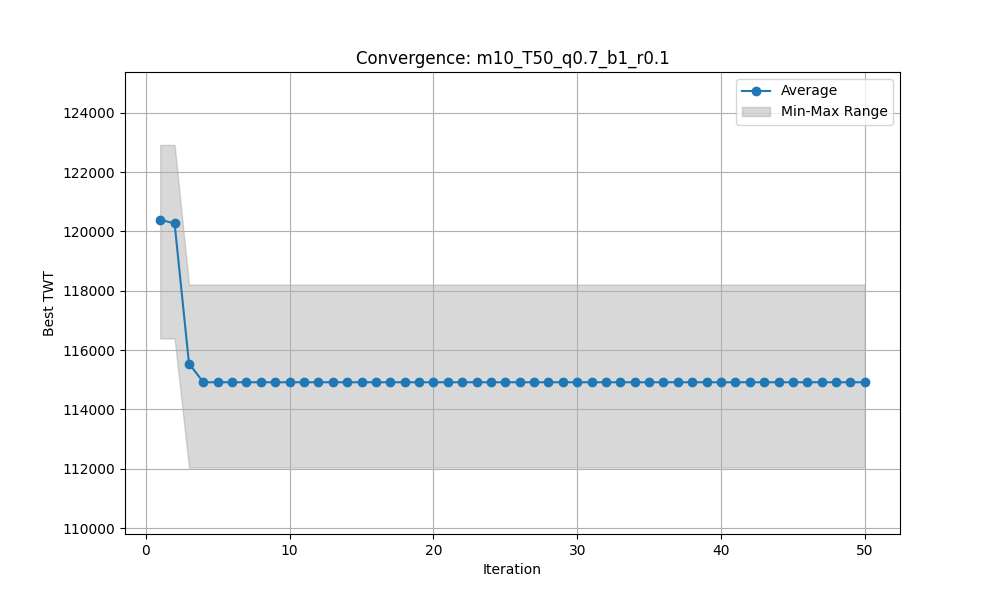 Convergence: m10_T50_q0.7_b1_r0.1
Average
Min-Max Range
Best TWT
124000
122000
120000
118000
116000
114000
112000
110000
0 10 20 30 40 50
Iteration